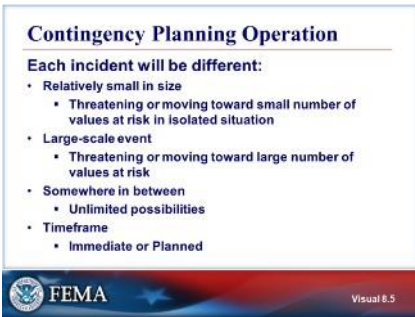 Contingency Planning Operation
Each incident will be different:
• Relatively small in size
▪ Threatening or moving toward small number of
values at risk in isolated situation
• Large-scale event
▪ Threatening or moving toward large number of
values at risk
• Somewhere in between
▪ Unlimited possibilities
• Timeframe
▪ Immediate or Planned
FEMA
Visual 8.5